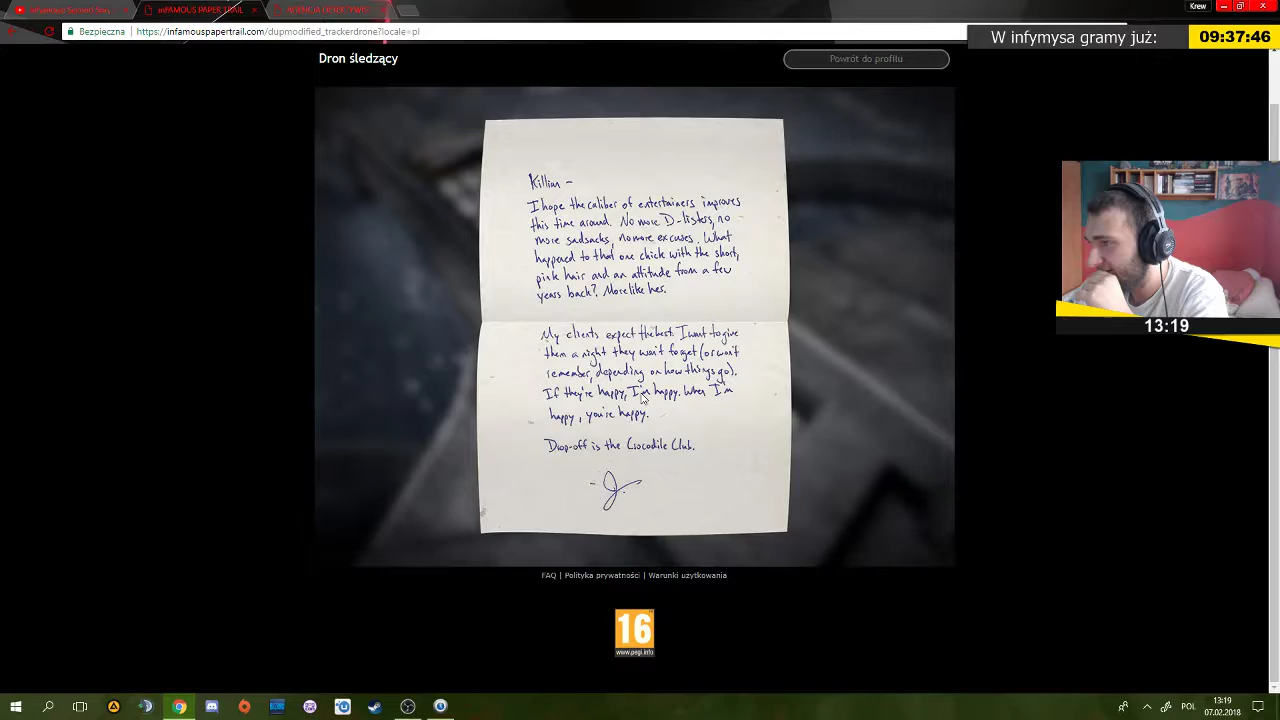 inFAMOUS PAPER TRAIL
Krew
Bezpieczna
https://infamouspapertrail.com/dupmodified_trackerdrone?locale=pl
W infymysa gramy już:
09:37:46
Dron śledzący
Powrót do profilu
Killian -
I hope the caliber of entertainers improves
this time around. No more D-listers, no
more sadsacks, no more excuses. What
happened to that one chick with the short,
pink hair and an attitude from a few
years back? More like her.
My clients expect the best. I want to give
them a night they won't forget (or won't
remember, depending on how things go).
If they're happy, I'm happy. When I'm
happy, you're happy.
Drop-off is the Crocodile Club.
- J
13:19
FAQ | Polityka prywatności | Warunki użytkowania
16
www.pegi.info
POL
13:19
07.02.2018